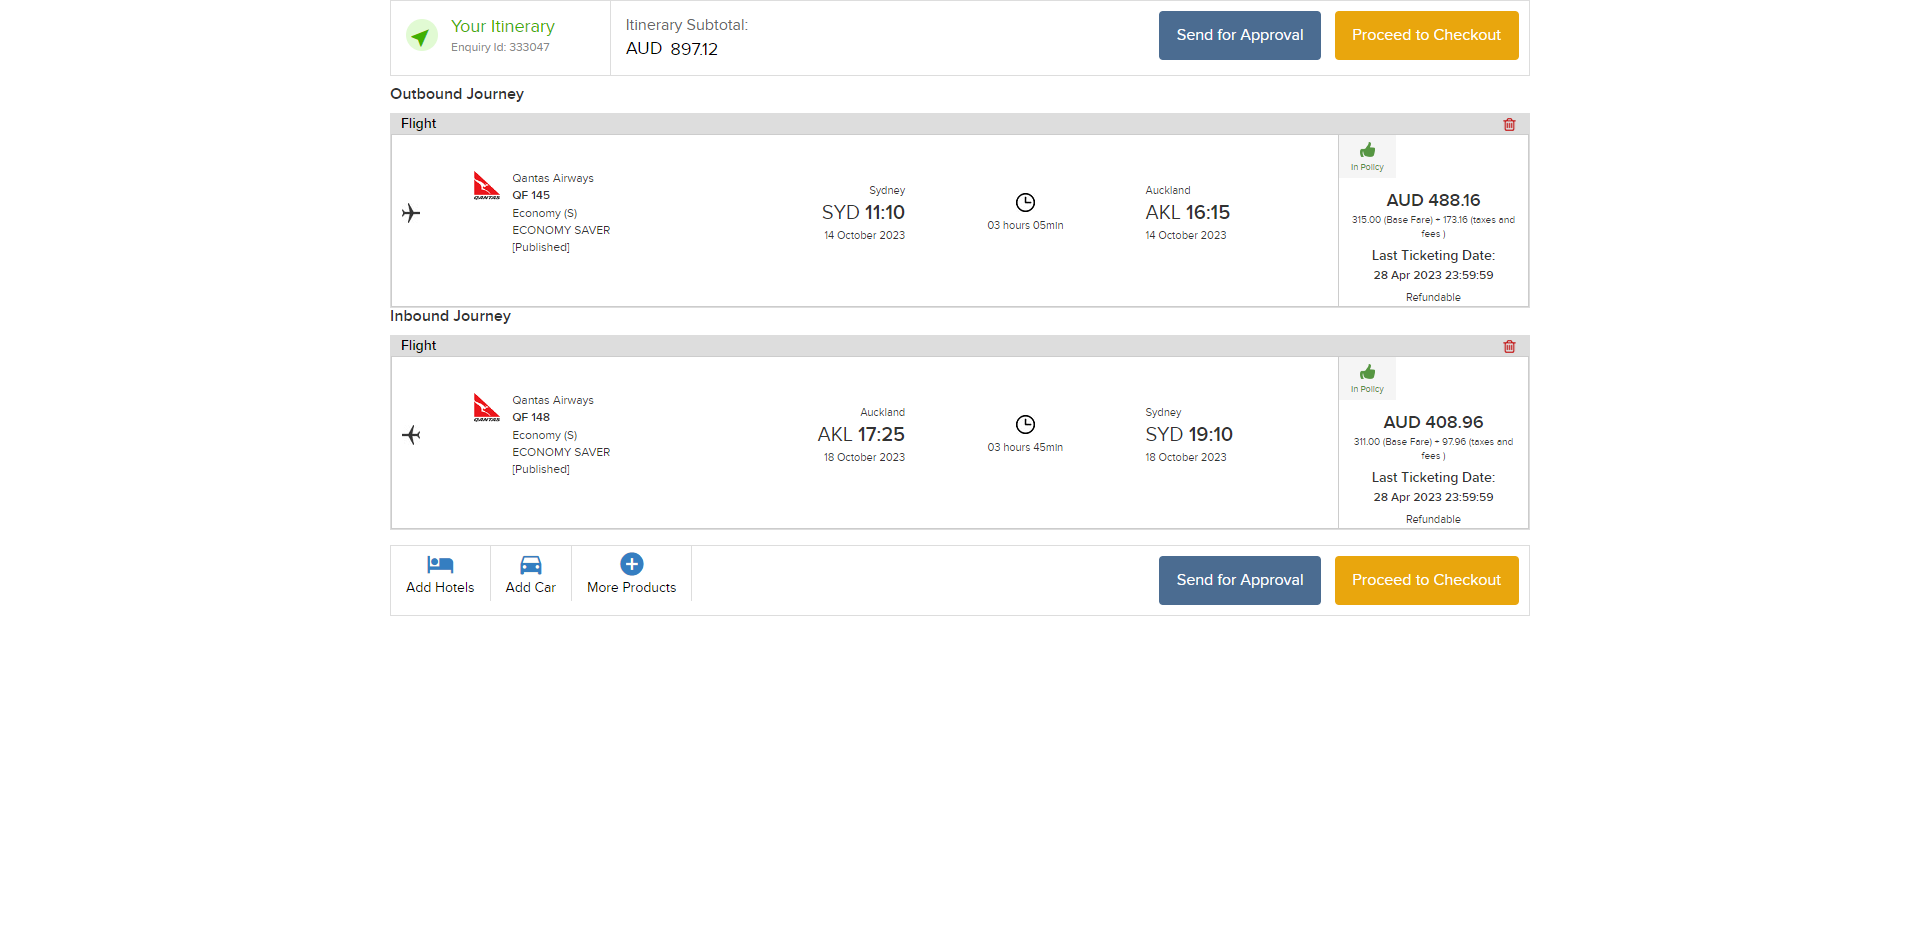 Your Itinerary
Enquiry Id: 333047
Itinerary Subtotal:
AUD 897.12
Send for Approval
Proceed to Checkout
Outbound Journey
Flight
Qantas Airways
QF 145
Economy (S)
ECONOMY SAVER
[Published]
Sydney
SYD 11:10
14 October 2023
03 hours 05min
Auckland
AKL 16:15
14 October 2023
In Policy
AUD 488.16
315.00 (Base Fare) + 173.16 (taxes and
fees )
Last Ticketing Date:
28 Apr 2023 23:59:59
Refundable
Inbound Journey
Flight
Qantas Airways
QF 148
Economy (S)
ECONOMY SAVER
[Published]
Auckland
AKL 17:25
18 October 2023
03 hours 45min
Sydney
SYD 19:10
18 October 2023
In Policy
AUD 408.96
311.00 (Base Fare) + 97.96 (taxes and
fees )
Last Ticketing Date:
28 Apr 2023 23:59:59
Refundable
Add Hotels
Add Car
More Products
Send for Approval
Proceed to Checkout